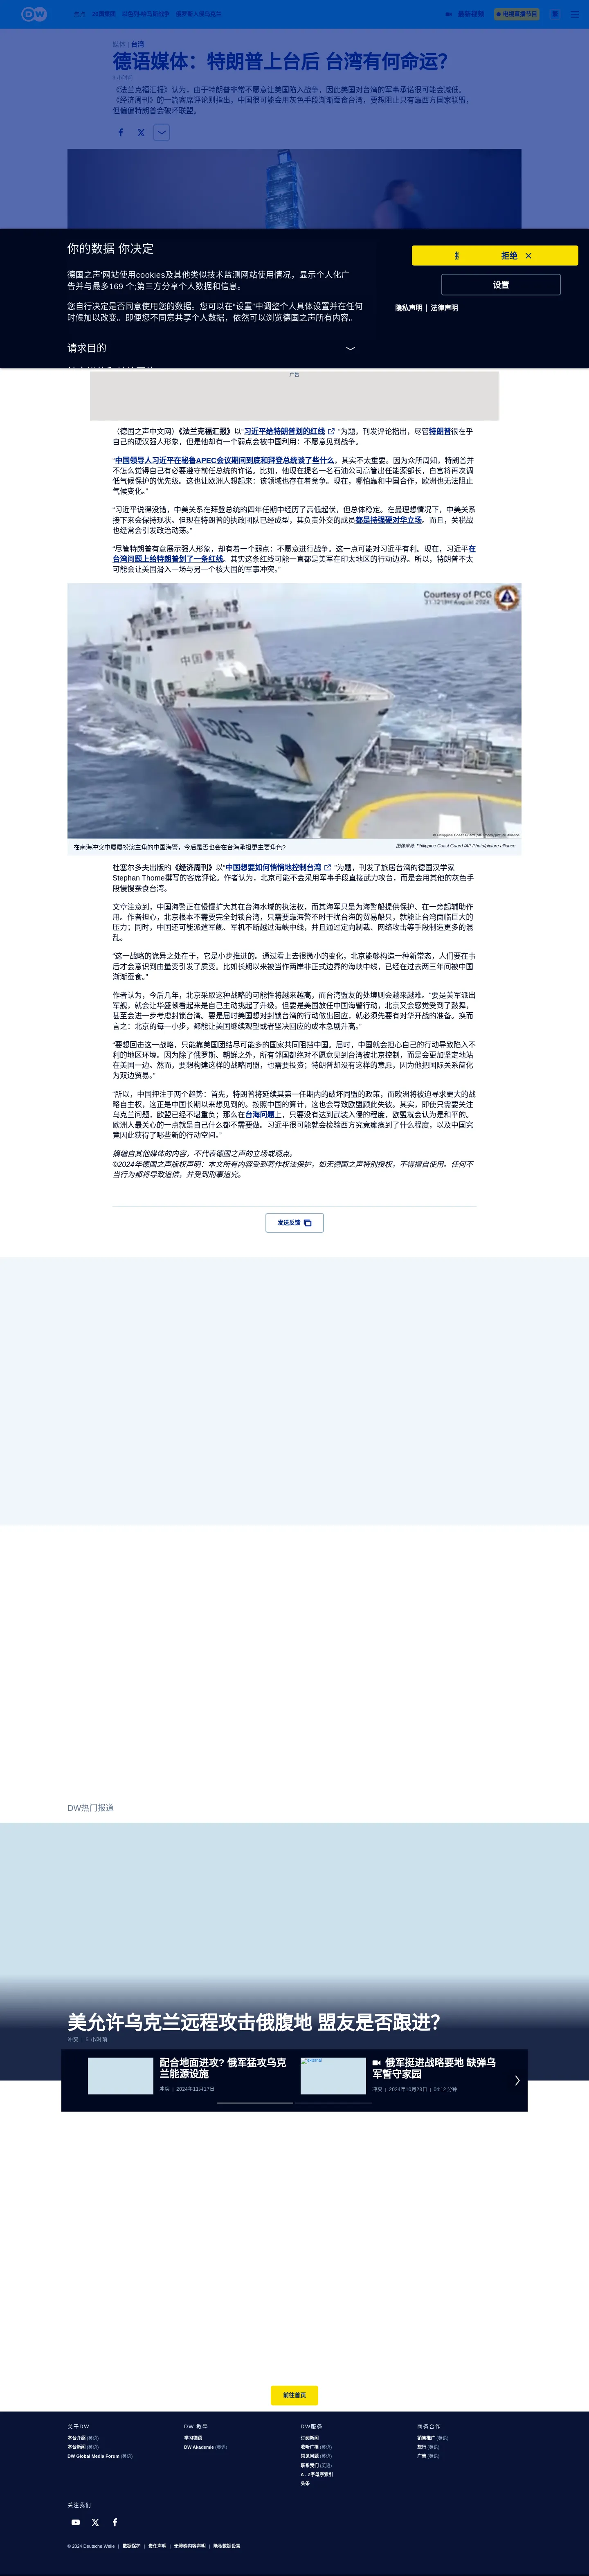 DW
焦点
20国集团
以色列-哈马斯战争
俄罗斯入侵乌克兰
最新视频
电视直播节目
媒体 | 台湾
德语媒体：特朗普上台后 台湾有何命运？
《法兰克福汇报》认为，由于特朗普非常不愿意让美国陷入战争，因此美国对台湾的军事承诺很可能会减低。
《经济周刊》的一篇客席评论则指出，中国很可能会用灰色手段渐渐蚕食台湾，要想阻止只有靠西方国家联盟，
但偏偏特朗普会破坏联盟。
你的数据 你决定
德国之声'网站使用cookies及其他类似技术监测网站使用情况，显示个人化广
告并与最多169 个;第三方分享个人数据和信息。
您自行决定是否同意使用您的数据。您可以在“设置”中调整个人具体设置并在任何
时候加以改变。即便您不同意共享个人数据，依然可以浏览德国之声所有内容。
请求目的
拒绝
设置
隐私声明 | 法律声明
广告
（德国之声中文网）《法兰克福汇报》以“习近平给特朗普划的红线 ”为题，刊发评论指出，尽管特朗普很在乎
自己的硬汉强人形象，但是他却有一个弱点会被中国利用：不愿意见到战争。
“中国领导人习近平在秘鲁APEC会议期间到底和拜登总统谈了些什么，其实不太重要。因为众所周知，特朗普并
不怎么觉得自己有必要遵守前任总统的许诺。比如，他现在提名一名石油公司高管出任能源部长，白宫将再次调
低气候保护的优先级。这也让欧洲人想起来：该领域也存在着竞争。现在，哪怕是和中国合作，欧洲也无法阻止
气候变化。”
“习近平说得没错，中美关系在拜登总统的四年任期中经历了高低起伏，但总体稳定。在最理想情况下，中美关系
接下来会保持现状。但现在特朗普的执政团队已经成型，其负责外交的成员都是持强硬对华立场。而且，关税战
也经常会引发政治动荡。”
“尽管特朗普有意展示强人形象，却有着一个弱点：不愿意进行战争。这一点可能对习近平有利。现在，习近平在
台湾问题上给特朗普划了一条红线。其实这条红线可能一直都是美军在印太地区的行动边界。所以，特朗普不太
可能会让美国滑入一场与另一个核大国的军事冲突。”
Courtesy of PCG
31 August 2024
中国海警
5205
© Philippine Coast Guard /AP Photo/picture alliance
在南海冲突中屡屡扮演主角的中国海警，今后是否也会在台海承担更主要角色?
图像来源: Philippine Coast Guard /AP Photo/picture alliance
杜塞尔多夫出版的《经济周刊》以“中国想要如何悄悄地控制台湾 ”为题，刊发了旅居台湾的德国汉学家
Stephan Thome撰写的客席评论。作者认为，北京可能不会采用军事手段直接武力攻台，而是会用其他的灰色手
段慢慢蚕食台湾。
文章注意到，中国海警正在慢慢扩大其在台海水域的执法权，而其海军只是为海警船提供保护、在一旁起辅助作
用。作者担心，北京根本不需要完全封锁台湾，只需要靠海警不时干扰台海的贸易船只，就能让台湾面临巨大的
压力；同时，中国还可能派遣军舰、军机不断越过海峡中线，并且通过定向制裁、网络攻击等手段制造更多的混
乱。
“这一战略的诡异之处在于，它是小步推进的。通过看上去很微小的变化，北京能够构造一种新常态，人们要在事
后才会意识到由量变引发了质变。比如长期以来被当作两岸非正式边界的海峡中线，已经在过去两三年间被中国
渐渐蚕食。”
作者认为，今后几年，北京采取这种战略的可能性将越来越高，而台湾盟友的处境则会越来越难。“要是美军派出
军舰，就会让华盛顿看起来是自己主动挑起了升级。但要是美国放任中国海警行动，北京又会感觉受到了鼓舞，
甚至会进一步考虑封锁台湾。要是届时美国想对封锁台湾的行动做出回应，就必须先要有对华开战的准备。换而
言之：北京的每一小步，都能让美国继续观望或者坚决回应的成本急剧升高。”
“要想回击这一战略，只能靠美国团结尽可能多的国家共同阻挡中国。届时，中国就会担心自己的行动导致陷入不
利的地区环境。因为除了俄罗斯、朝鲜之外，所有邻国都绝对不愿意见到台湾被北京控制，而是会更加坚定地站
在美国一边。然而，要想构建这样的战略同盟，也需要投资；特朗普却没有这样的意愿，因为他把国际关系简化
为双边贸易。”
“所以，中国押注于两个趋势：首先，特朗普将延续其第一任期内的破坏同盟的政策，而欧洲将被迫寻求更大的战
略自主权，这正是中国长期以来想见到的。按照中国的算计，这也会导致欧盟顾此失彼。其实，即使只需要关注
乌克兰问题，欧盟已经不堪重负；那么在台海问题上，只要没有达到武装入侵的程度，欧盟就会认为是和平的。
欧洲人最关心的一点就是自己什么都不需要做。习近平很可能就会检验西方究竟瘫痪到了什么程度，以及中国究
竟因此获得了哪些新的行动空间。”
摘编自其他媒体的内容，不代表德国之声的立场或观点。
©2024年德国之声版权声明：本文所有内容受到著作权法保护，如无德国之声特别授权，不得擅自使用。任何不
当行为都将导致追偿，并受到刑事追究。
发送反馈
DW热门报道
美允许乌克兰远程攻击俄腹地 盟友是否跟进？
冲突 | 5 小时前
配合地面进攻? 俄军猛攻乌克
兰能源设施
冲突 | 2024年11月17日
俄军挺进战略要地 缺弹乌
军誓守家园
冲突 | 2024年10月23日 | 04:12 分钟
前往首页
关于DW
本台介绍 (英语)
本台新闻 (英语)
DW Global Media Forum (英语)
DW 教学
学习德语
DW Akademie (英语)
DW服务
订阅新闻
收听广播 (英语)
常见问题 (英语)
联系我们 (英语)
A - Z字母序索引
头条
商务合作
销售推广 (英语)
旅行 (英语)
广告 (英语)
关注我们
© 2024 Deutsche Welle | 数据保护 | 责任声明 | 无障碍内容声明 | 隐私数据设置